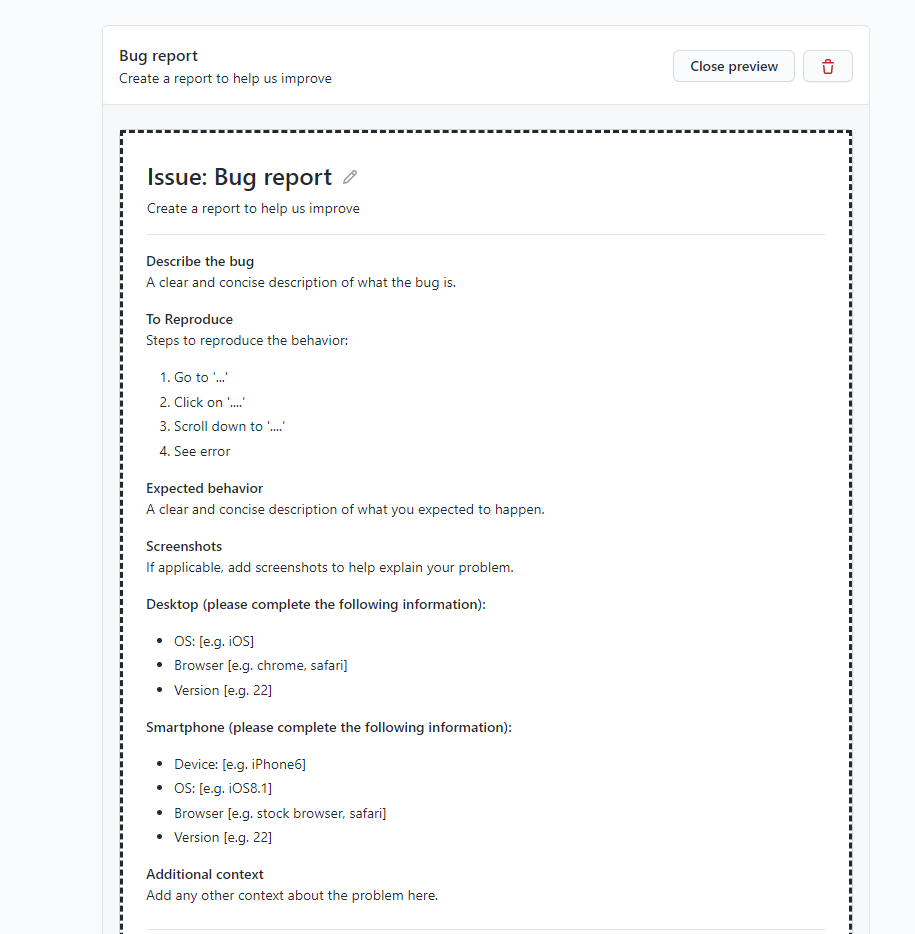 Bug report
Create a report to help us improve
Close preview
Issue: Bug report
Create a report to help us improve
Describe the bug
A clear and concise description of what the bug is.
To Reproduce
Steps to reproduce the behavior:
1. Go to '...'
2. Click on '....'
3. Scroll down to '....'
4. See error
Expected behavior
A clear and concise description of what you expected to happen.
Screenshots
If applicable, add screenshots to help explain your problem.
Desktop (please complete the following information):
• OS: [e.g. iOS]
• Browser [e.g. chrome, safari]
• Version [e.g. 22]
Smartphone (please complete the following information):
• Device: [e.g. iPhone6]
• OS: [e.g. iOS8.1]
• Browser [e.g. stock browser, safari]
• Version [e.g. 22]
Additional context
Add any other context about the problem here.